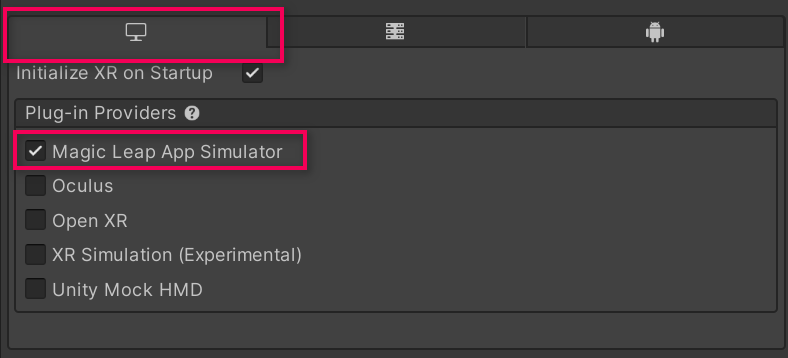 Initialize XR on Startup
Plug-in Providers ?
Magic Leap App Simulator
Oculus
Open XR
XR Simulation (Experimental)
Unity Mock HMD